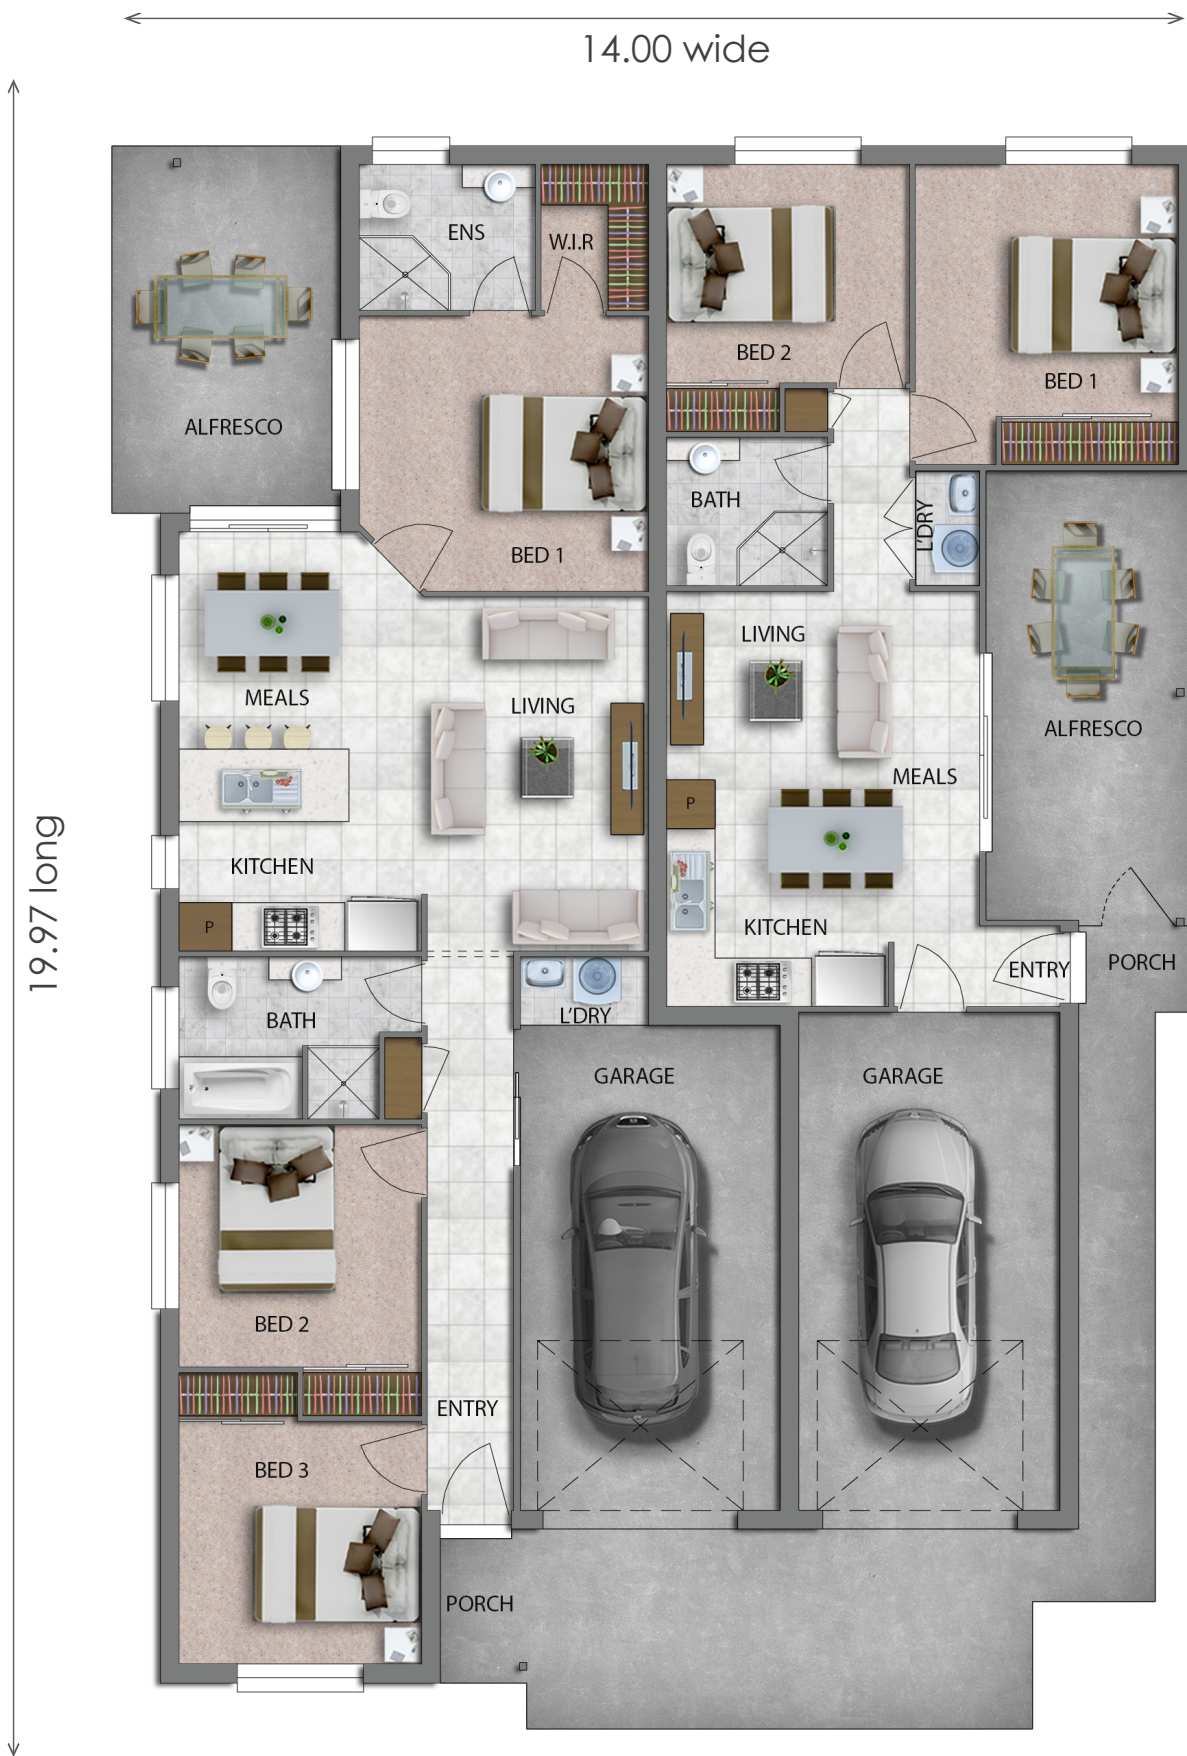 14.00 wide
19.97 long
ENS
W.I.R
BED 2
BED 1
ALFRESCO
BATH
L'DRY
BED 1
LIVING
MEALS
LIVING
ALFRESCO
MEALS
P
KITCHEN
P
KITCHEN
ENTRY
PORCH
BATH
L'DRY
GARAGE
GARAGE
BED 2
ENTRY
BED 3
PORCH